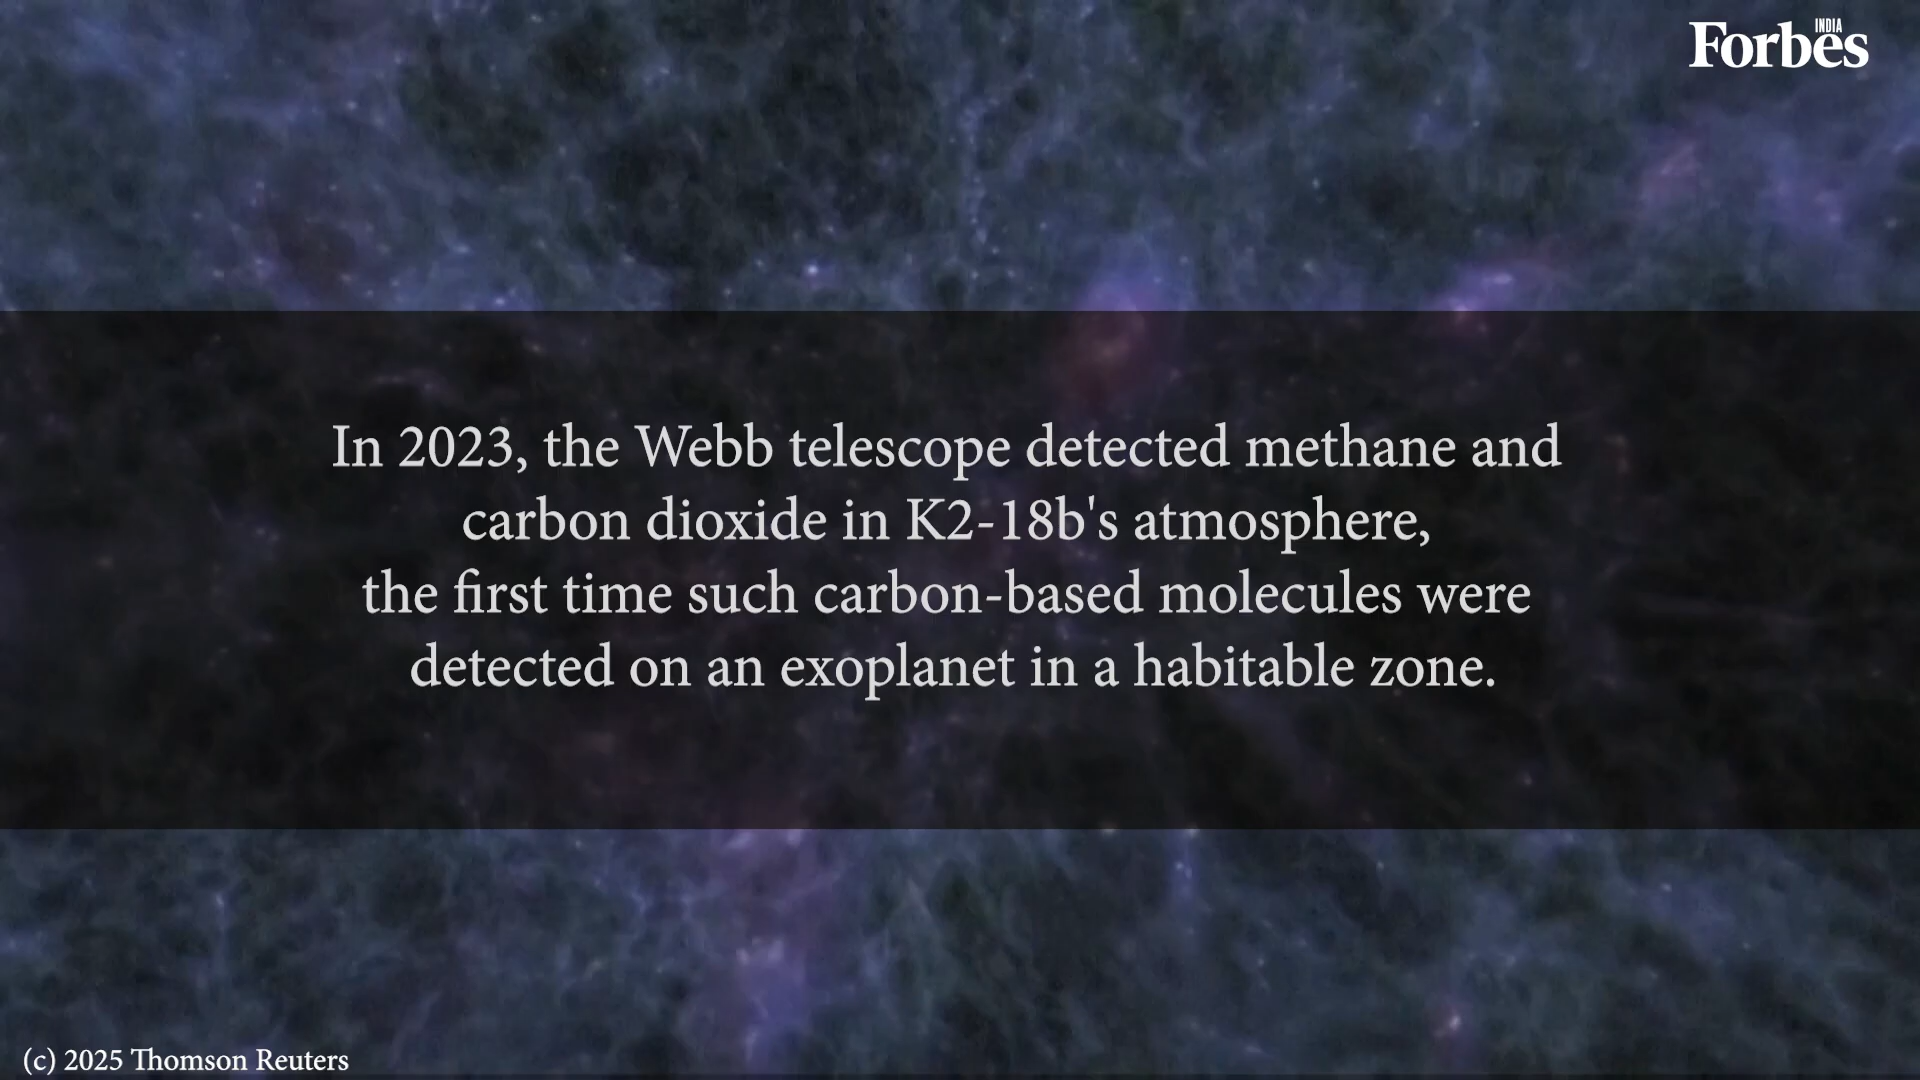 Forbes
INDIA
In 2023, the Webb telescope detected methane and
carbon dioxide in K2-18b's atmosphere,
the first time such carbon-based molecules were
detected on an exoplanet in a habitable zone.
(c) 2025 Thomson Reuters